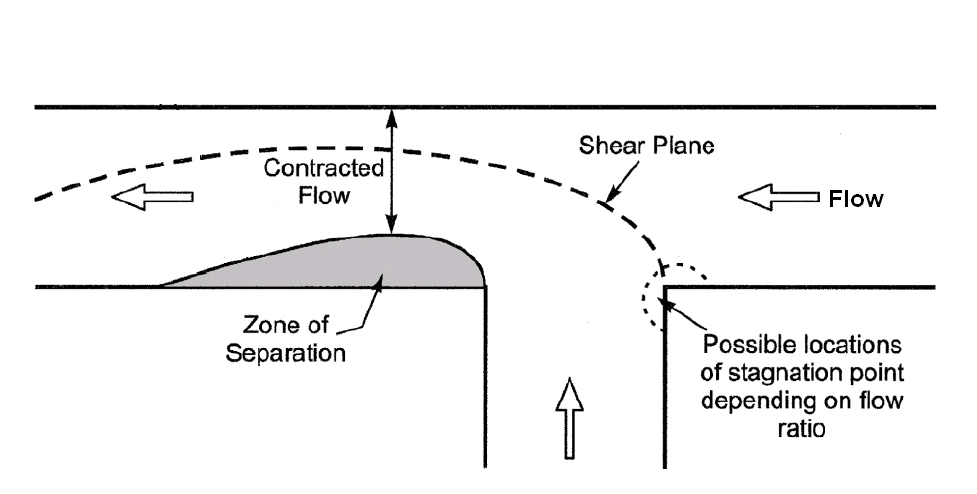 Shear Plane
Contracted
Flow
Flow
Zone of
Separation
Possible locations
of stagnation point
depending on flow
ratio